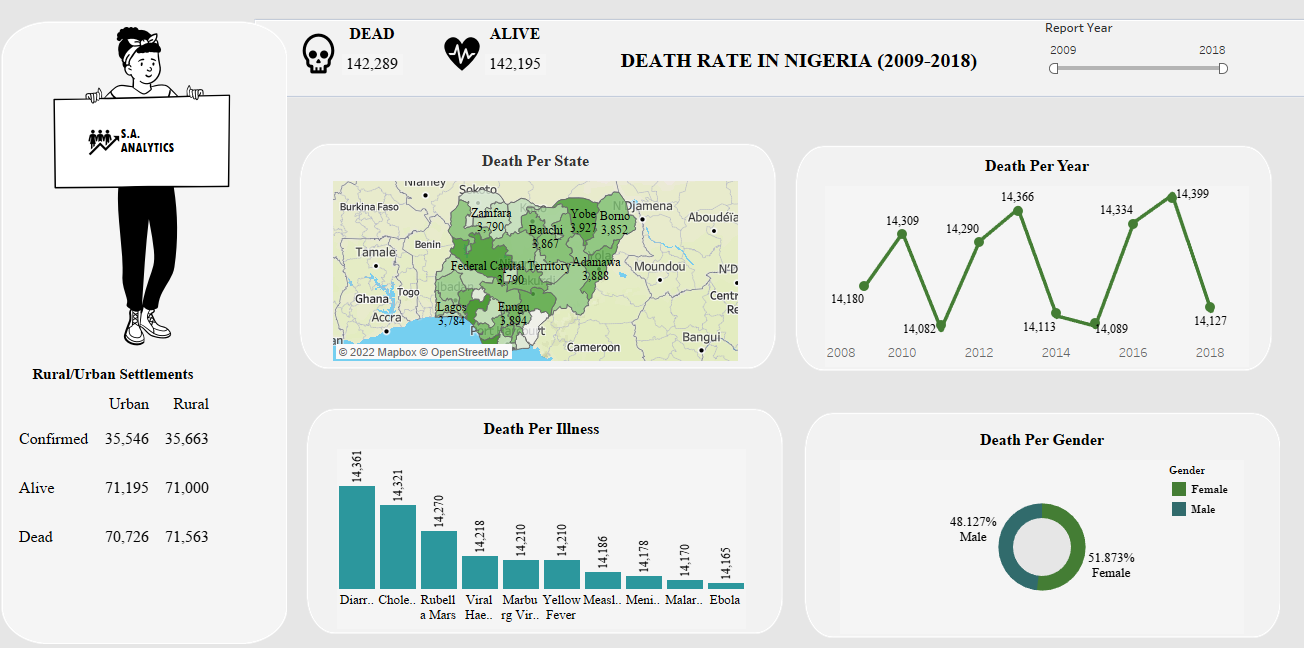 S.A.
ANALYTICS
DEAD
142,289
ALIVE
142,195
DEATH RATE IN NIGERIA (2009-2018)
Report Year
2009 2018
Rural/Urban Settlements
Urban Rural
Confirmed 35,546 35,663
Alive 71,195 71,000
Dead 70,726 71,563
Death Per State
Niamey
Sokoto
Burkina Faso
Zamfara
3,790
Yobe
3,927
Borno
3,852
N'Djamena
Aboudéïa
Bauchi
3,867
Benin
Tamale
Federal Capital Territory
3,790
Adamawa
3,888
Moundou
N'D
Ghana
Togo
Centr
Re
Lagos
3,784
Enugu
3,894
Accra
Port Harcourt
Cameroon
Bangui
© 2022 Mapbox © OpenStreetMap
Death Per Year
14,180
14,309
14,082
14,290
14,366
14,113
14,089
14,334
14,399
14,127
2008 2010 2012 2014 2016 2018
Death Per Illness
14,361 14,321 14,270 14,218 14,210 14,210 14,186 14,178 14,170 14,165
Diarr.. Chole.. Rubell Viral Marbu Yellow Measl.. Meni.. Malar.. Ebola
a Mars Hae.. rg Vir.. Fever
Death Per Gender
Gender
Female
Male
48.127%
Male
51.873%
Female